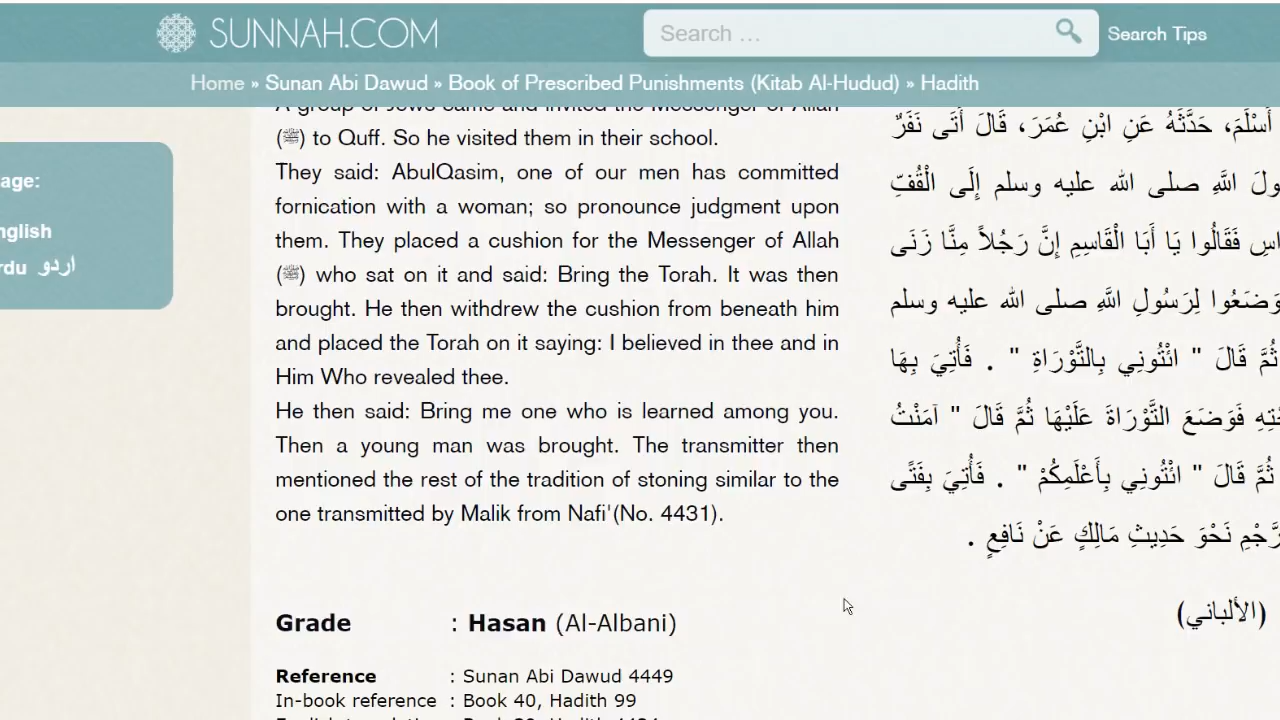 SUNNAH.COM
Search ...
Search Tips
Home » Sunan Abi Dawud » Book of Prescribed Punishments (Kitab Al-Hudud) » Hadith
age:
nglish
rdu اردو
A group of Jews came and invited the Messenger of Allah
(ﷺ) to Quff. So he visited them in their school.
They said: AbulQasim, one of our men has committed
fornication with a woman; so pronounce judgment upon
them. They placed a cushion for the Messenger of Allah
(ﷺ) who sat on it and said: Bring the Torah. It was then
brought. He then withdrew the cushion from beneath him
and placed the Torah on it saying: I believed in thee and in
Him Who revealed thee.
He then said: Bring me one who is learned among you.
Then a young man was brought. The transmitter then
mentioned the rest of the tradition of stoning similar to the
one transmitted by Malik from Nafi'(No. 4431).
أَسْلَمَ، حَدَّثَهُ عَنِ ابْنِ عُمَرَ، قَالَ أَتَى نَفَرٌ
ولَ اللَّهِ صلى الله عليه وسلم إِلَى الْقُفِّ
اسِ فَقَالُوا يَا أَبَا الْقَاسِمِ إِنَّ رَجُلاً مِنَّا زَنَى
وَضَعُوا لِرَسُولِ اللَّهِ صلى الله عليه وسلم
ثُمَّ قَالَ " ائْتُونِي بِالتَّوْرَاةِ " . فَأُتِيَ بِهَا
حْتِهِ فَوَضَعَ التَّوْرَاةَ عَلَيْهَا ثُمَّ قَالَ " آمَنْتُ
ثُمَّ قَالَ " ائْتُونِي بِأَعْلَمِكُمْ " . فَأُتِيَ بِفَتًى
رَّجْمِ نَحْوَ حَدِيثِ مَالِكٍ عَنْ نَافِعٍ .
Grade : Hasan (Al-Albani)
(الألباني)
Reference : Sunan Abi Dawud 4449
In-book reference : Book 40, Hadith 99